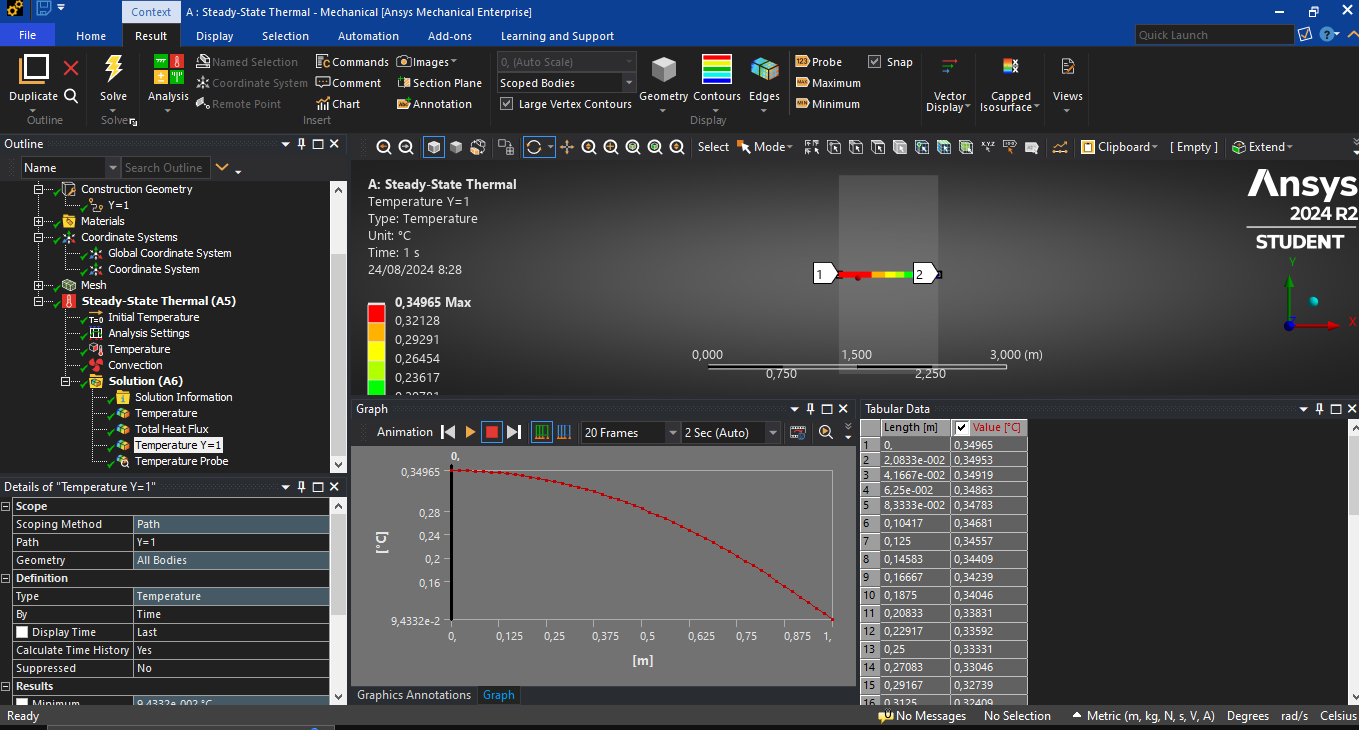 Context
A : Steady-State Thermal - Mechanical [Ansys Mechanical Enterprise]
File Home Result Display Selection Automation Add-ons Learning and Support
Quick Launch
Duplicate
Outline
Solve
Solve
Analysis
Named Selection
Coordinate System
Remote Point
Commands
Comment
Chart
Images
Section Plane
Annotation
Insert
0, (Auto Scale)
Scoped Bodies
Large Vertex Contours
Geometry
Contours
Edges
Display
Probe
Maximum
Minimum
Snap
Vector
Display
Capped
Isosurface
Views
Outline
Name
Search Outline
Construction Geometry
Y=1
Materials
Coordinate Systems
Global Coordinate System
Coordinate System
Mesh
Steady-State Thermal (A5)
Initial Temperature
Analysis Settings
Temperature
Convection
Solution (A6)
Solution Information
Temperature
Total Heat Flux
Temperature Y=1
Temperature Probe
Details of "Temperature Y=1"
Scope
Scoping Method Path
Path Y=1
Geometry All Bodies
Definition
Type Temperature
By Time
Display Time Last
Calculate Time History Yes
Suppressed No
Results
Minimum 9,4332e-002 °C
Select Mode Clipboard [ Empty ] Extend
A: Steady-State Thermal
Temperature Y=1
Type: Temperature
Unit: °C
Time: 1 s
24/08/2024 8:28
0,34965 Max
0,32128
0,29291
0,26454
0,23617
0,20781
1
2
0,000 1,500 3,000 (m)
0,750 2,250
Ansys
2024 R2
STUDENT
Y
X
Graph
Animation 20 Frames 2 Sec (Auto)
0,
0,34965
0,28
0,24
0,2
0,16
9,4332e-2
[°C]
0, 0,125 0,25 0,375 0,5 0,625 0,75 0,875 1,
[m]
Graphics Annotations Graph
Tabular Data
Length [m] Value [°C]
1 0, 0,34965
2 2,0833e-002 0,34953
3 4,1667e-002 0,34919
4 6,25e-002 0,34863
5 8,3333e-002 0,34783
6 0,10417 0,34681
7 0,125 0,34557
8 0,14583 0,34409
9 0,16667 0,34239
10 0,1875 0,34046
11 0,20833 0,33831
12 0,22917 0,33592
13 0,25 0,33331
14 0,27083 0,33046
15 0,29167 0,32739
16 0,3125 0,32409
Ready
No Messages No Selection Metric (m, kg, N, s, V, A) Degrees rad/s Celsius